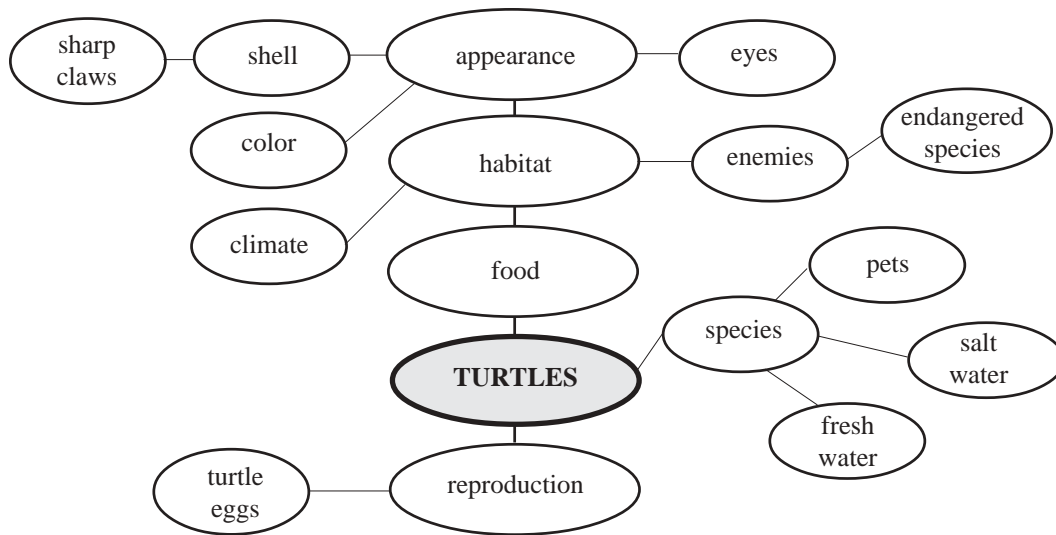 sharp
claws
shell
appearance
eyes
color
habitat
enemies
endangered
species
climate
food
pets
species
salt
water
TURTLES
fresh
water
turtle
eggs
reproduction